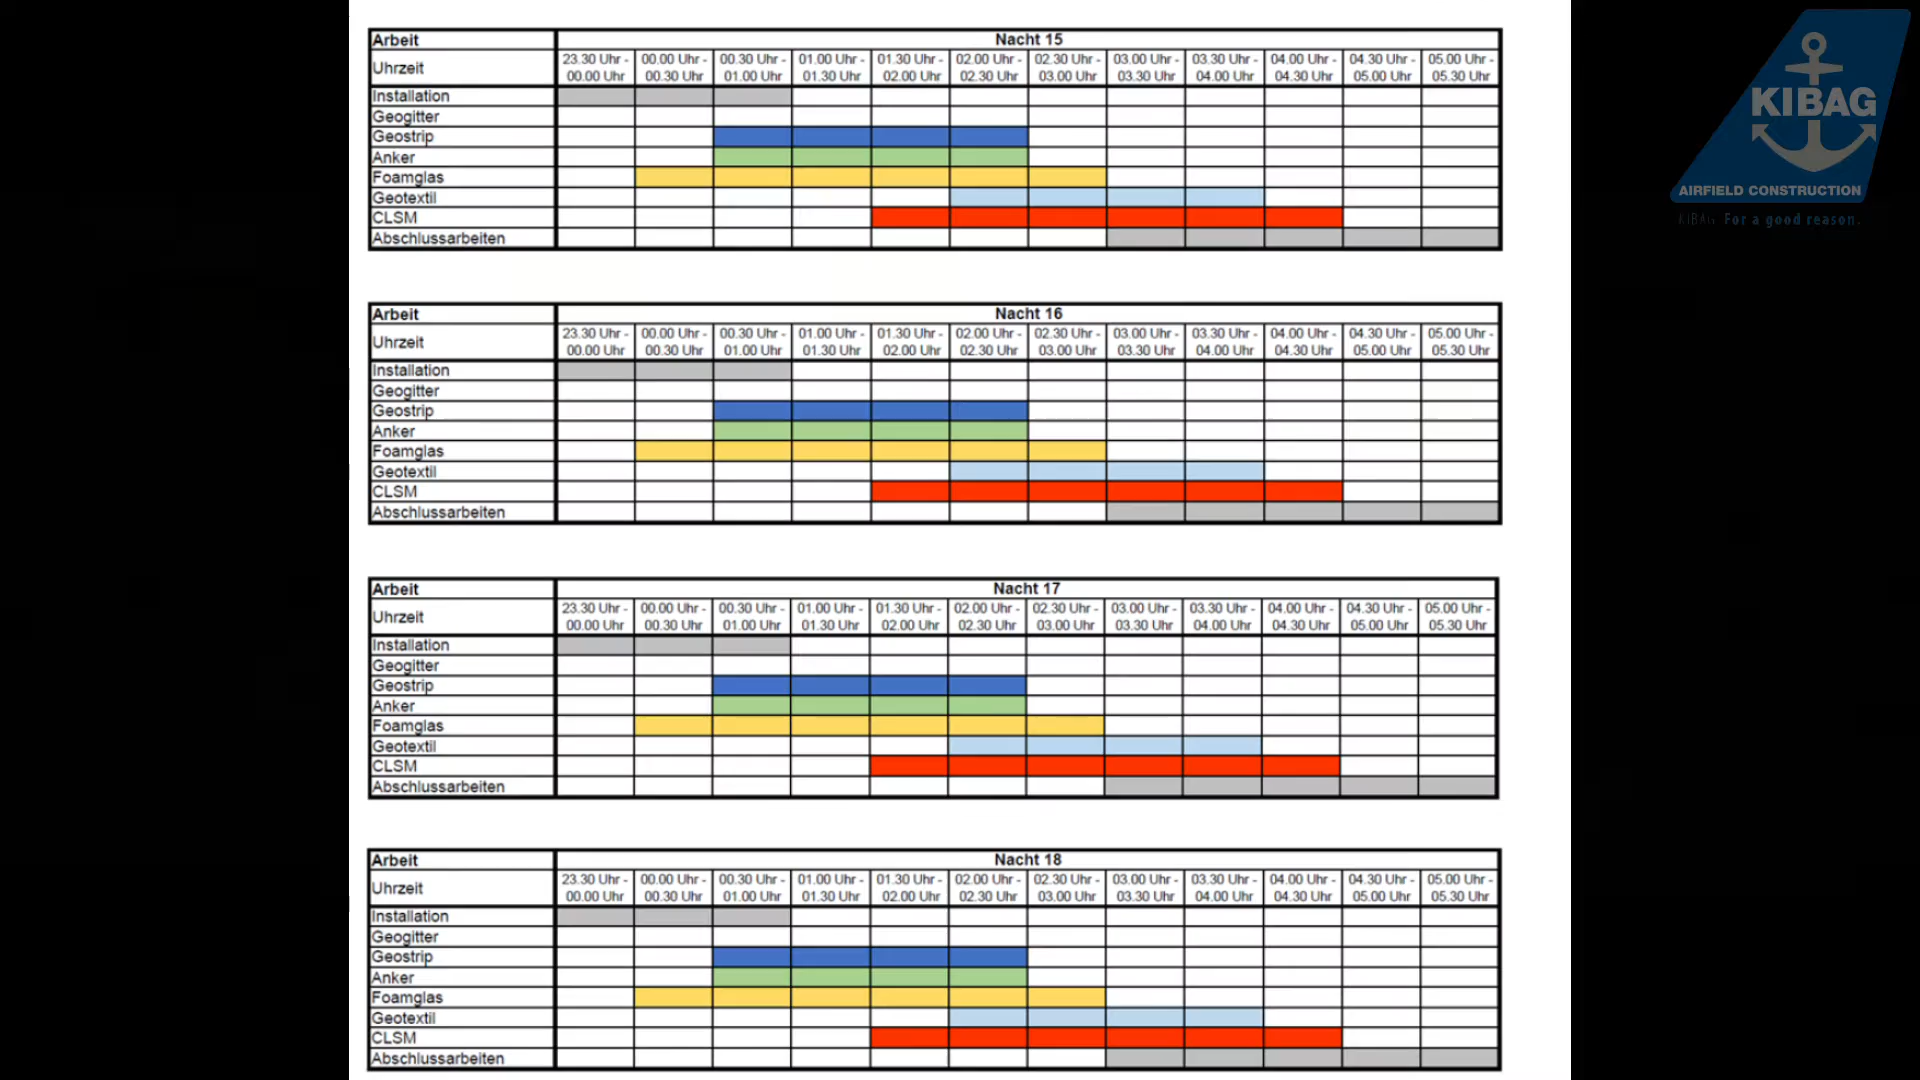 Arbeit Nacht 15
Uhrzeit 23.30 Uhr - 00.00 Uhr 00.00 Uhr - 00.30 Uhr 00.30 Uhr - 01.00 Uhr 01.00 Uhr - 01.30 Uhr 01.30 Uhr - 02.00 Uhr 02.00 Uhr - 02.30 Uhr 02.30 Uhr - 03.00 Uhr 03.00 Uhr - 03.30 Uhr 03.30 Uhr - 04.00 Uhr 04.00 Uhr - 04.30 Uhr 04.30 Uhr - 05.00 Uhr 05.00 Uhr - 05.30 Uhr
Installation
Geogitter
Geostrip
Anker
Foamglas
Geotextil
CLSM
Abschlussarbeiten
Arbeit Nacht 16
Uhrzeit 23.30 Uhr - 00.00 Uhr 00.00 Uhr - 00.30 Uhr 00.30 Uhr - 01.00 Uhr 01.00 Uhr - 01.30 Uhr 01.30 Uhr - 02.00 Uhr 02.00 Uhr - 02.30 Uhr 02.30 Uhr - 03.00 Uhr 03.00 Uhr - 03.30 Uhr 03.30 Uhr - 04.00 Uhr 04.00 Uhr - 04.30 Uhr 04.30 Uhr - 05.00 Uhr 05.00 Uhr - 05.30 Uhr
Installation
Geogitter
Geostrip
Anker
Foamglas
Geotextil
CLSM
Abschlussarbeiten
Arbeit Nacht 17
Uhrzeit 23.30 Uhr - 00.00 Uhr 00.00 Uhr - 00.30 Uhr 00.30 Uhr - 01.00 Uhr 01.00 Uhr - 01.30 Uhr 01.30 Uhr - 02.00 Uhr 02.00 Uhr - 02.30 Uhr 02.30 Uhr - 03.00 Uhr 03.00 Uhr - 03.30 Uhr 03.30 Uhr - 04.00 Uhr 04.00 Uhr - 04.30 Uhr 04.30 Uhr - 05.00 Uhr 05.00 Uhr - 05.30 Uhr
Installation
Geogitter
Geostrip
Anker
Foamglas
Geotextil
CLSM
Abschlussarbeiten
Arbeit Nacht 18
Uhrzeit 23.30 Uhr - 00.00 Uhr 00.00 Uhr - 00.30 Uhr 00.30 Uhr - 01.00 Uhr 01.00 Uhr - 01.30 Uhr 01.30 Uhr - 02.00 Uhr 02.00 Uhr - 02.30 Uhr 02.30 Uhr - 03.00 Uhr 03.00 Uhr - 03.30 Uhr 03.30 Uhr - 04.00 Uhr 04.00 Uhr - 04.30 Uhr 04.30 Uhr - 05.00 Uhr 05.00 Uhr - 05.30 Uhr
Installation
Geogitter
Geostrip
Anker
Foamglas
Geotextil
CLSM
Abschlussarbeiten
KIBAG
AIRFIELD CONSTRUCTION
KIBAG. For a good reason.